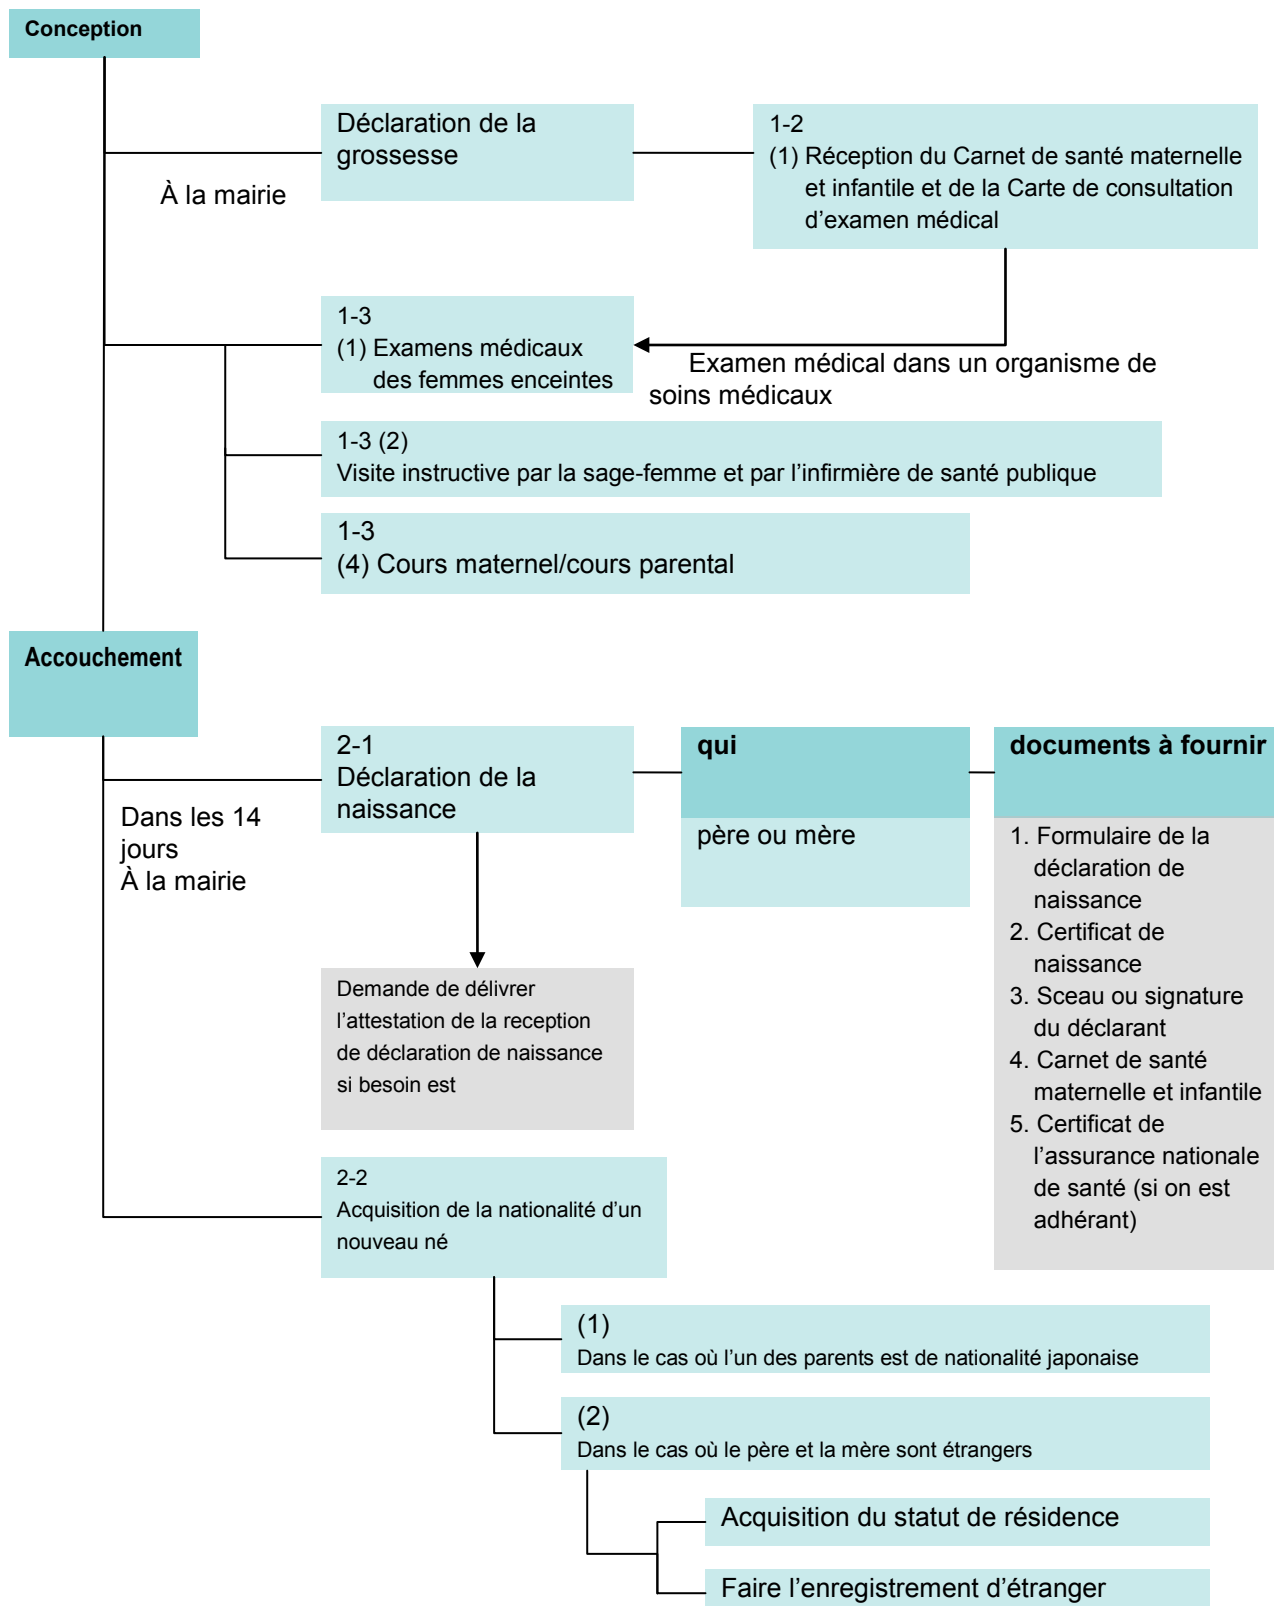 Conception
Déclaration de la
grossesse
À la mairie
1-2
(1) Réception du Carnet de santé maternelle
et infantile et de la Carte de consultation
d’examen médical
1-3
(1) Examens médicaux
des femmes enceintes
Examen médical dans un organisme de
soins médicaux
1-3 (2)
Visite instructive par la sage-femme et par l’infirmière de santé publique
1-3
(4) Cours maternel/cours parental
Accouchement
Dans les 14
jours
À la mairie
2-1
Déclaration de la
naissance
qui
père ou mère
documents à fournir
1. Formulaire de la
déclaration de
naissance
2. Certificat de
naissance
3. Sceau ou signature
du déclarant
4. Carnet de santé
maternelle et infantile
5. Certificat de
l’assurance nationale
de santé (si on est
adhérant)
Demande de délivrer
l’attestation de la reception
de déclaration de naissance
si besoin est
2-2
Acquisition de la nationalité d’un
nouveau né
(1)
Dans le cas où l’un des parents est de nationalité japonaise
(2)
Dans le cas où le père et la mère sont étrangers
Acquisition du statut de résidence
Faire l’enregistrement d’étranger